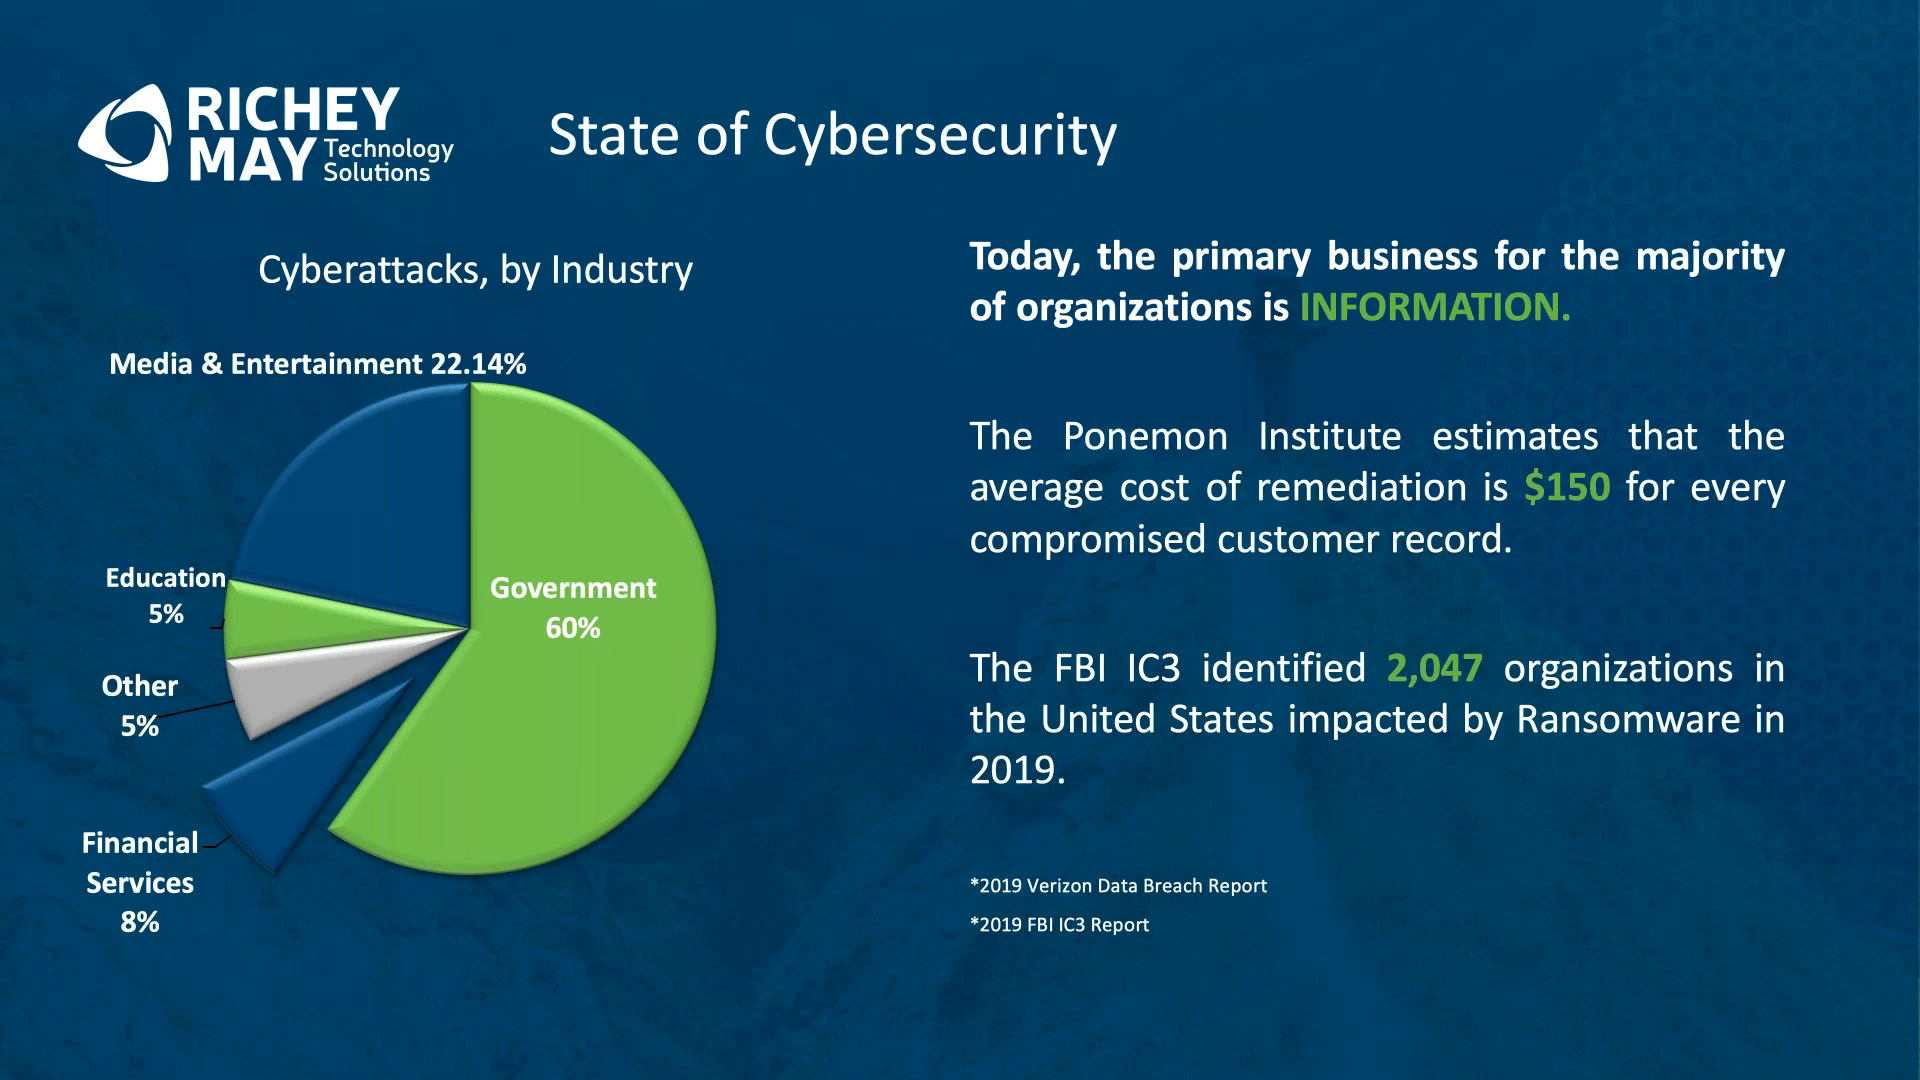 RICHEY
MAY Technology
Solutions
State of Cybersecurity
Cyberattacks, by Industry
Media & Entertainment 22.14%
Education
5%
Other
5%
Financial
Services
8%
Government
60%
Today, the primary business for the majority
of organizations is INFORMATION.
The Ponemon Institute estimates that the
average cost of remediation is $150 for every
compromised customer record.
The FBI IC3 identified 2,047 organizations in
the United States impacted by Ransomware in
2019.
*2019 Verizon Data Breach Report
*2019 FBI IC3 Report